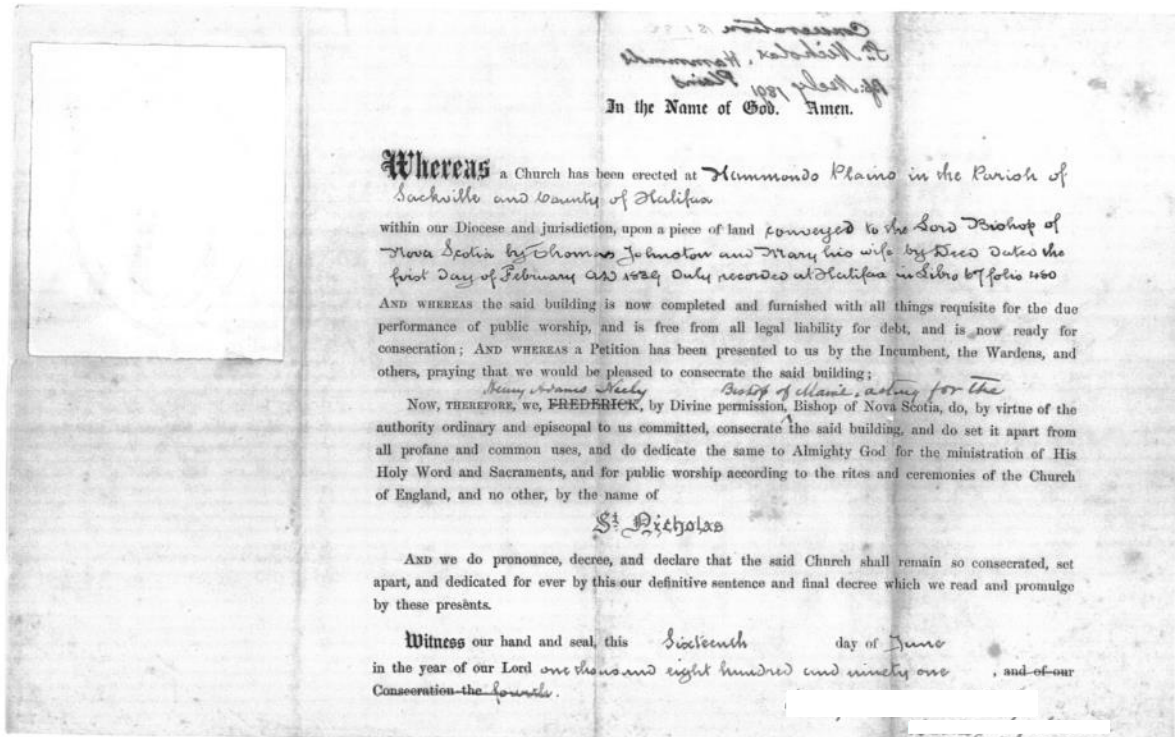 Consecration
St Nicholas, Hammonds
Plains
Bp. Neely 1891
In the Name of God. Amen.
Whereas a Church has been erected at Hammonds Plains in the Parish of
Sackville and County of Halifax
within our Diocese and jurisdiction, upon a piece of land conveyed to the Lord Bishop of
Nova Scotia by Thomas Johnston and Mary his wife by Deed dated the
first day of February AD 1839 Duly recorded at Halifax in Libro 67 folio 480
AND WHEREAS the said building is now completed and furnished with all things requisite for the due
performance of public worship, and is free from all legal liability for debt, and is now ready for
consecration; AND WHEREAS a Petition has been presented to us by the Incumbent, the Wardens, and
others, praying that we would be pleased to consecrate the said building;
Henry Adams Neely Bishop of Maine, acting for the
NOW, THEREFORE, we, FREDERICK, by Divine permission, Bishop of Nova Scotia, do, by virtue of the
authority ordinary and episcopal to us committed, consecrate the said building, and do set it apart from
all profane and common uses, and do dedicate the same to Almighty God for the ministration of His
Holy Word and Sacraments, and for public worship according to the rites and ceremonies of the Church
of England, and no other, by the name of
St. Nicholas
AND we do pronounce, decree, and declare that the said Church shall remain so consecrated, set
apart, and dedicated for ever by this our definitive sentence and final decree which we read and promulge
by these presents.
Witness our hand and seal, this Sixteenth day of June
in the year of our Lord one thousand eight hundred and ninety one , and of our
Consecration the fourth.